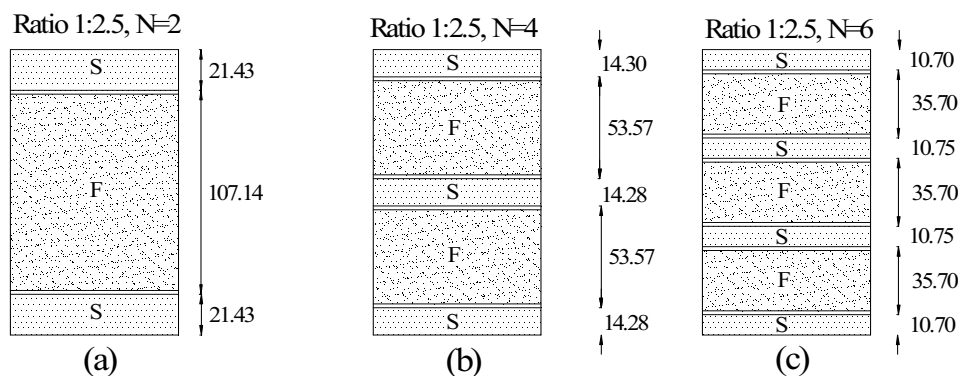 Ratio 1:2.5, N=2
S
21.43
F
107.14
S
21.43
(a)
Ratio 1:2.5, N=4
S
14.30
F
53.57
S
14.28
F
53.57
S
14.28
(b)
Ratio 1:2.5, N=6
S
10.70
F
35.70
S
10.75
F
35.70
S
10.75
F
35.70
S
10.70
(c)